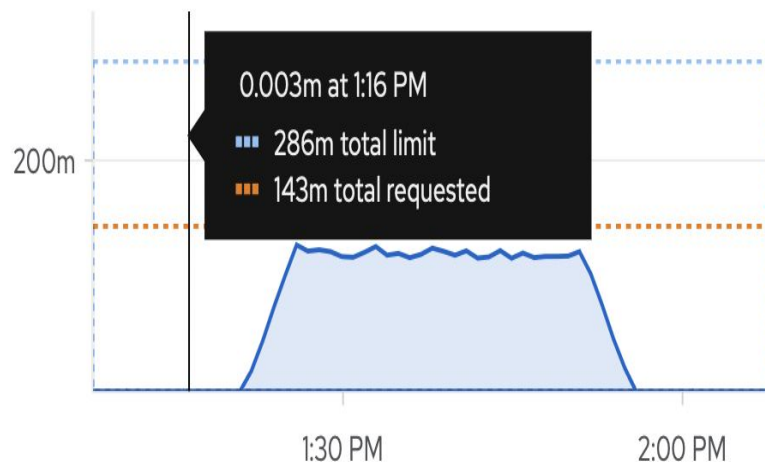 0.003m at 1:16 PM
286m total limit
200m
143m total requested
1:30 PM
2:00 PM